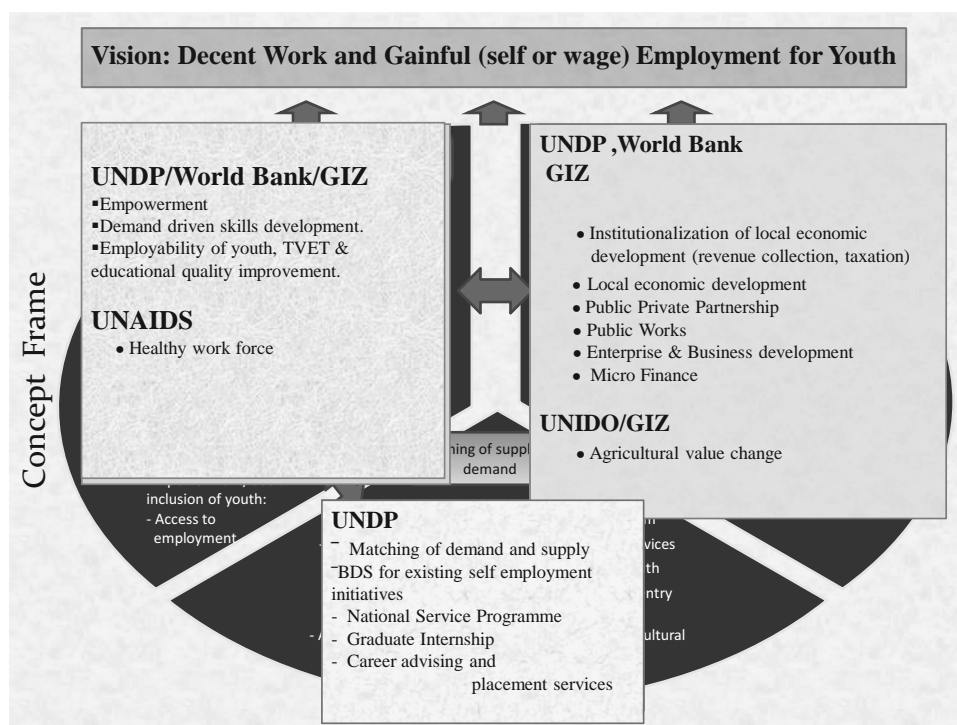 Vision: Decent Work and Gainful (self or wage) Employment for Youth
Concept Frame
UNDP/World Bank/GIZ
▪Empowerment
▪Demand driven skills development.
▪Employability of youth, TVET &
educational quality improvement.
UNAIDS
● Healthy work force
UNDP ,World Bank
GIZ
● Institutionalization of local economic
development (revenue collection, taxation)
● Local economic development
● Public Private Partnership
● Public Works
● Enterprise & Business development
● Micro Finance
UNIDO/GIZ
● Agricultural value change
demand
inclusion of youth:
- Access to
employment
UNDP
- Matching of demand and supply
-BDS for existing self employment
initiatives
- National Service Programme
- Graduate Internship
- Career advising and
placement services